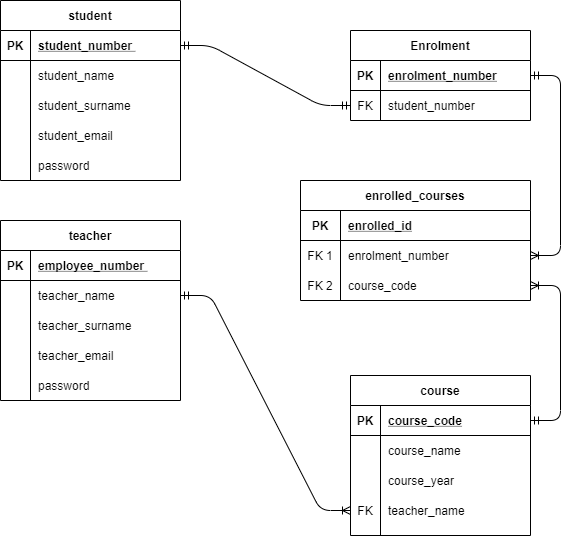 student
PK student_number
student_name
student_surname
student_email
password
Enrolment
PK enrolment_number
FK student_number
enrolled_courses
PK enrolled_id
FK 1 enrolment_number
FK 2 course_code
teacher
PK employee_number
teacher_name
teacher_surname
teacher_email
password
course
PK course_code
course_name
course_year
FK teacher_name